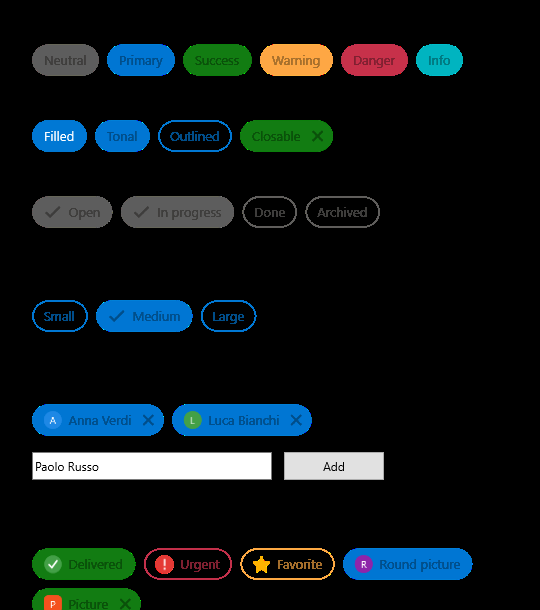 Neutral Primary Success Warning Danger Info
Filled Tonal Outlined Closable
Open In progress Done Archived
Small Medium Large
A Anna Verdi L Luca Bianchi
Paolo Russo Add
Delivered Urgent Favorite R Round picture
P Picture